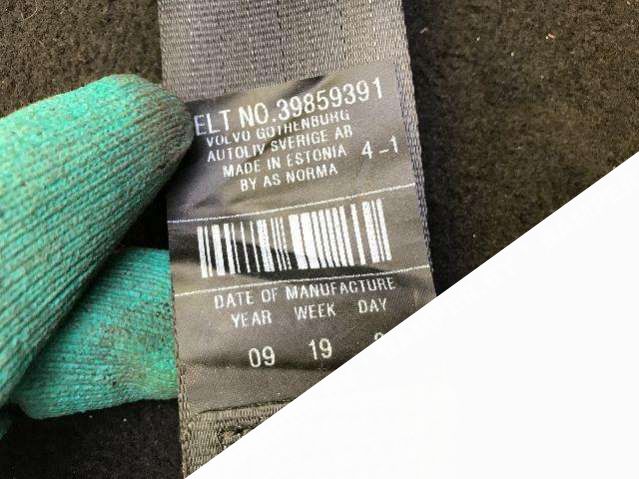 ELT NO.39859391
VOLVO GOTHENBURG
AUTOLIV SVERIGE AB
MADE IN ESTONIA 4-1
BY AS NORMA
DATE OF MANUFACTURE
YEAR WEEK DAY
09 19